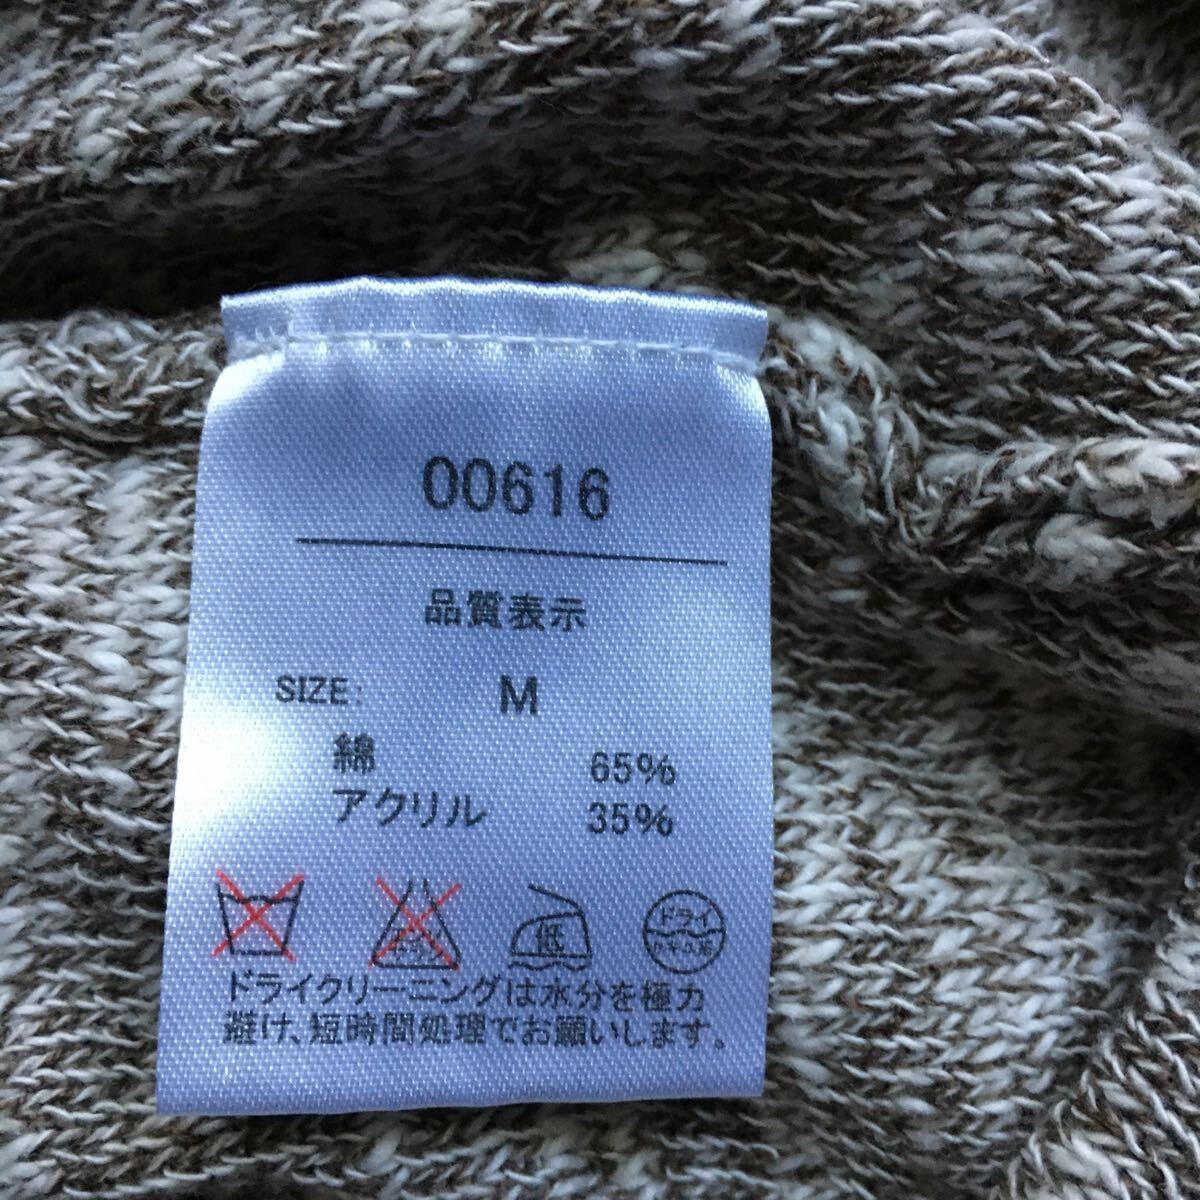 00616
品質表示
SIZE: M
綿 65%
アクリル 35%
低 ドライ
ドライクリーニングは水分を極力
避け、短時間処理でお願いします。